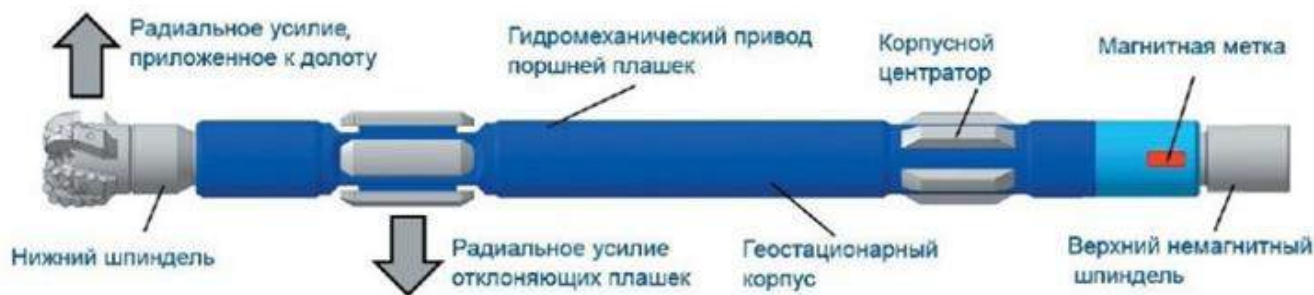 Радиальное усилие,
приложенное к долоту
Гидромеханический привод
поршней плашек
Корпусной
центратор
Магнитная метка
Нижний шпиндель
Радиальное усилие
отклоняющих плашек
Геостационарный
корпус
Верхний немагнитный
шпиндель